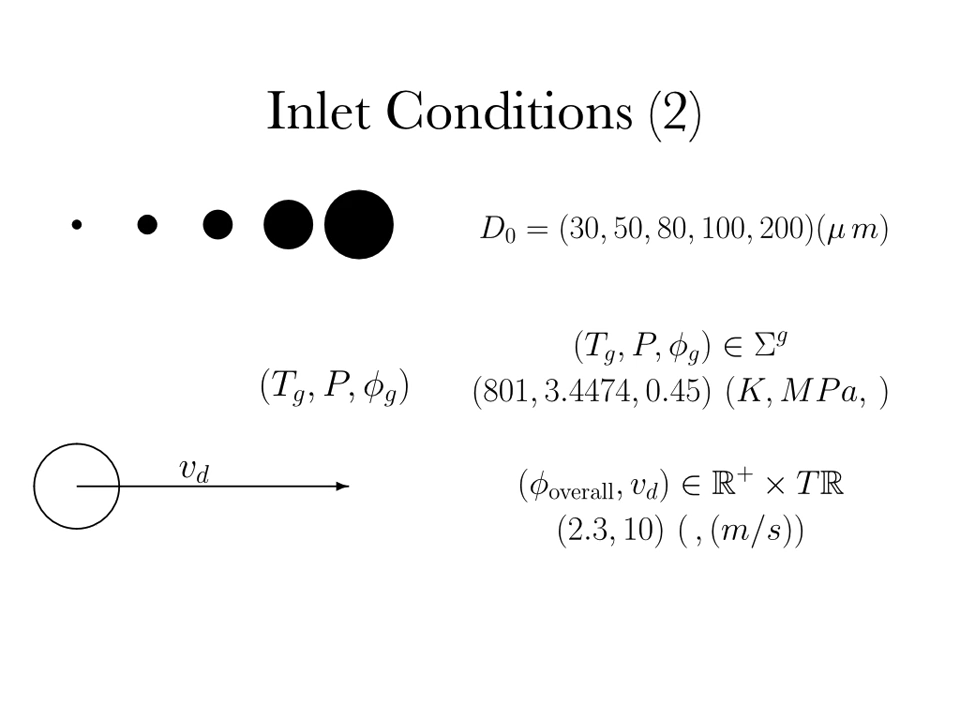 Inlet Conditions (2)
D₀ = (30, 50, 80, 100, 200)(μ m)
(T_g, P, ϕ_g) ∈ Σ^g
(T_g, P, ϕ_g)
(801, 3.4474, 0.45) (K, MPa, )
v_d
(ϕ_overall, v_d) ∈ ℝ⁺ × Tℝ
(2.3, 10) ( , (m/s))